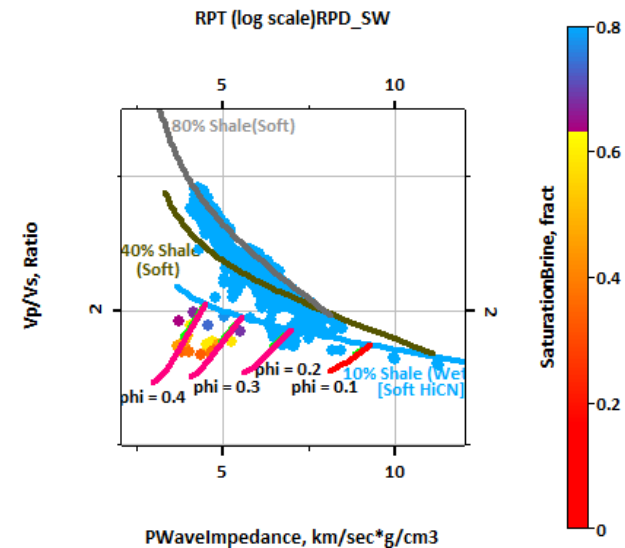 RPT (log scale)RPD_SW
5 10
80% Shale(Soft)
40% Shale
(Soft)
2 2
phi = 0.4
phi = 0.3
phi = 0.2
phi = 0.1
10% Shale (Wet
[Soft HiCN]
5 10
PWaveImpedance, km/sec*g/cm3
Vp/Vs, Ratio
0.8
0.6
0.4
0.2
0
SaturationBrine, fract